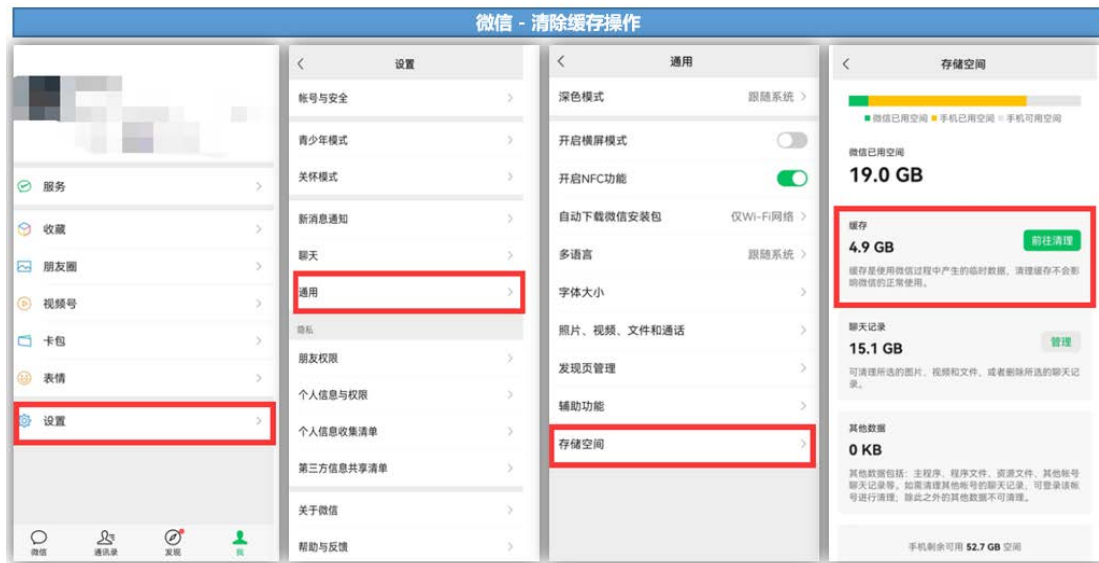 微信 - 清除缓存操作
服务
收藏
朋友圈
视频号
卡包
表情
设置
微信
通讯录
发现
我
设置
帐号与安全
青少年模式
关怀模式
新消息通知
聊天
通用
隐私
朋友权限
个人信息与权限
个人信息收集清单
第三方信息共享清单
关于微信
帮助与反馈
通用
深色模式 跟随系统
开启横屏模式
开启NFC功能
自动下载微信安装包 仅Wi-Fi网络
多语言 跟随系统
字体大小
照片、视频、文件和通话
发现页管理
辅助功能
存储空间
存储空间
微信已用空间 手机已用空间 手机可用空间
微信已用空间
19.0 GB
缓存
4.9 GB
前往清理
缓存是使用微信过程中产生的临时数据，清理缓存不会影
响微信的正常使用。
聊天记录
15.1 GB
管理
可清理所选的图片、视频和文件，或者删除所选的聊天记
录。
其他数据
0 KB
其他数据包括：主程序、程序文件、资源文件、其他帐号
聊天记录等。如需清理其他帐号的聊天记录，可登录该帐
号进行清理；除此之外的其他数据不可清理。
手机剩余可用 52.7 GB 空间